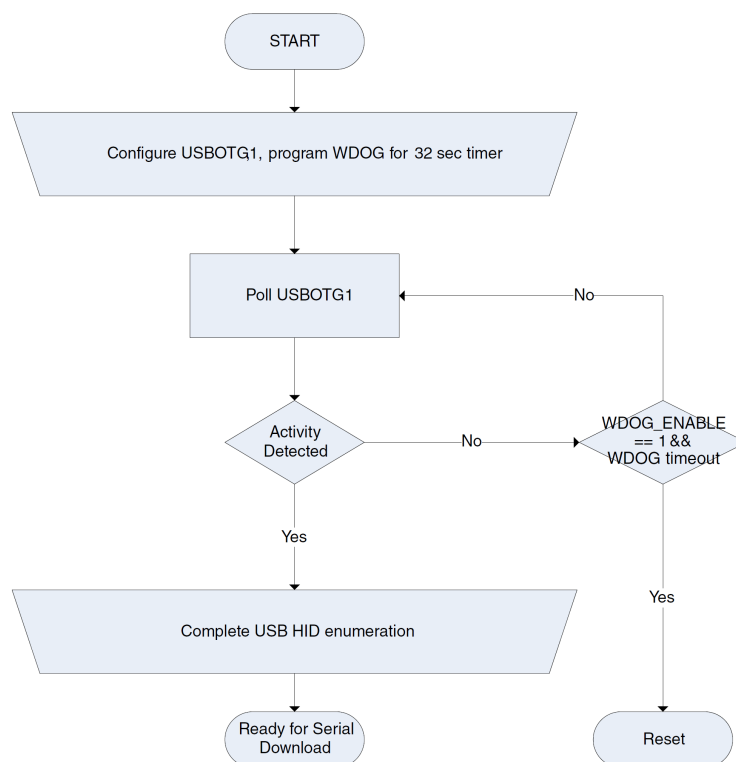 START
Configure USBOTG1, program WDOG for 32 sec timer
Poll USBOTG1
No
Activity
Detected
No
WDOG_ENABLE
== 1 &&
WDOG timeout
Yes
Yes
Complete USB HID enumeration
Ready for Serial
Download
Reset